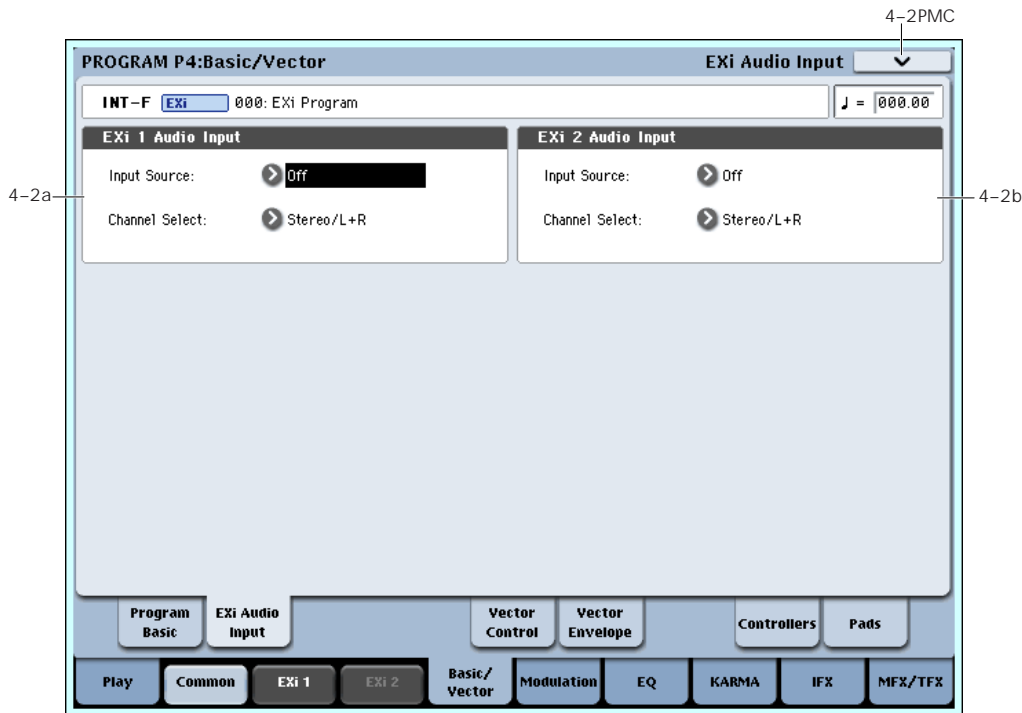 4-2PMC
PROGRAM P4:Basic/Vector EXi Audio Input
INT-F EXi 000: EXi Program ♩ = 000.00
EXi 1 Audio Input EXi 2 Audio Input
Input Source: Off Input Source: Off
4-2a 4-2b
Channel Select: Stereo/L+R Channel Select: Stereo/L+R
Program Basic EXi Audio Input Vector Control Vector Envelope Controllers Pads
Play Common EXi 1 EXi 2 Basic/Vector Modulation EQ KARMA IFX MFX/TFX